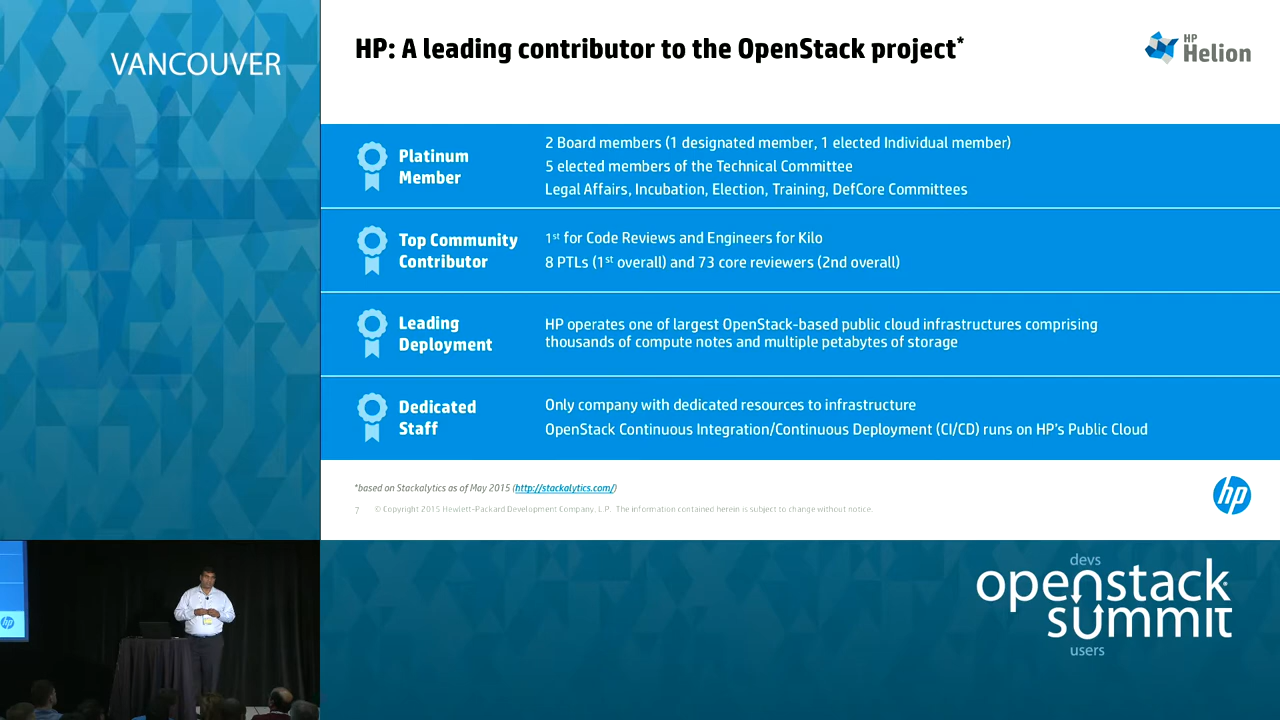 VANCOUVER
HP: A leading contributor to the OpenStack project*
HP
Helion
Platinum
Member
2 Board members (1 designated member, 1 elected Individual member)
5 elected members of the Technical Committee
Legal Affairs, Incubation, Election, Training, DefCore Committees
Top Community
Contributor
1st for Code Reviews and Engineers for Kilo
8 PTLs (1st overall) and 73 core reviewers (2nd overall)
Leading
Deployment
HP operates one of largest OpenStack-based public cloud infrastructures comprising
thousands of compute notes and multiple petabytes of storage
Dedicated
Staff
Only company with dedicated resources to infrastructure
OpenStack Continuous Integration/Continuous Deployment (CI/CD) runs on HP's Public Cloud
*based on Stackalytics as of May 2015 (http://stackalytics.com/)
7 © Copyright 2015 Hewlett-Packard Development Company, L.P. The information contained herein is subject to change without notice.
hp
hp
devs
openstack
summit
users